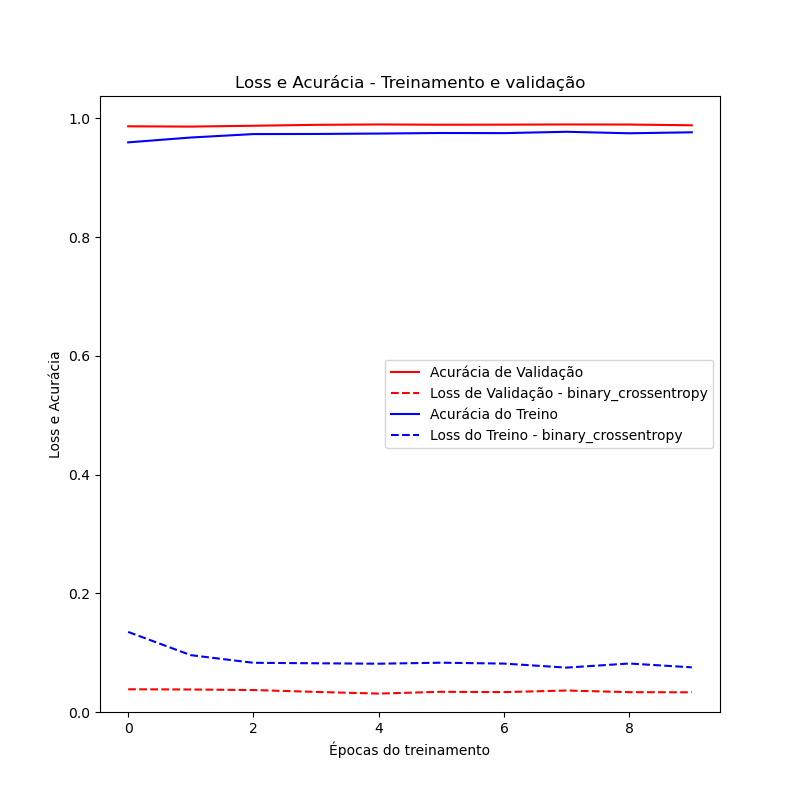 Loss e Acurácia - Treinamento e validação
1.0
0.8
0.6
0.4
0.2
0.0
Loss e Acurácia
Acurácia de Validação
Loss de Validação - binary_crossentropy
Acurácia do Treino
Loss do Treino - binary_crossentropy
0 2 4 6 8
Épocas do treinamento